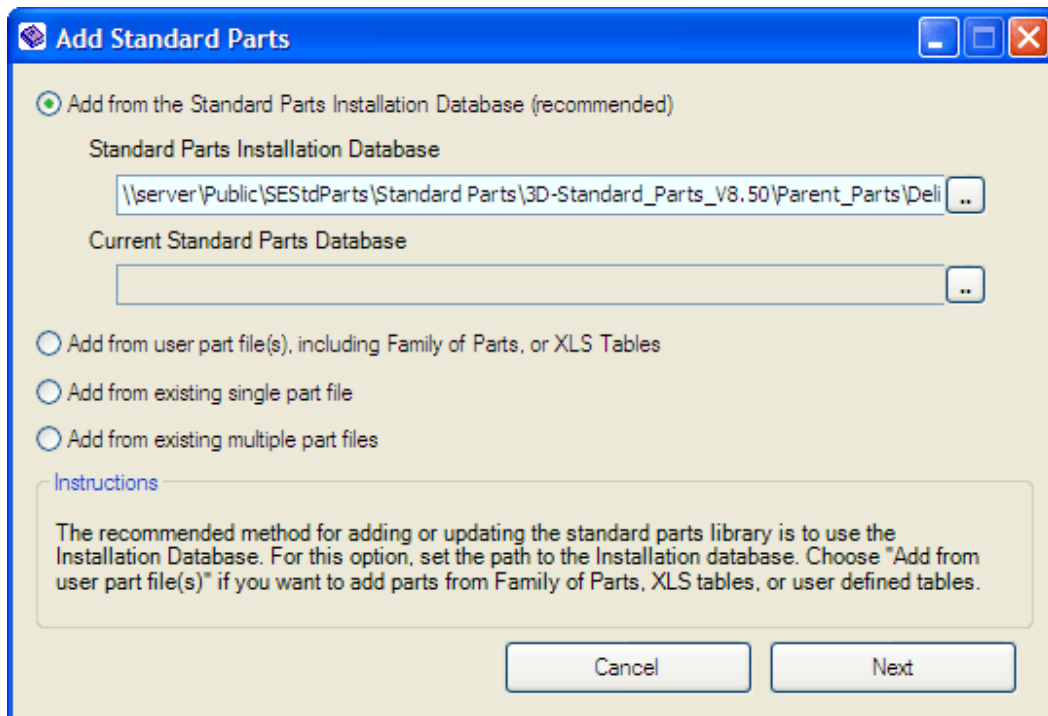 Add Standard Parts
Add from the Standard Parts Installation Database (recommended)
Standard Parts Installation Database
\\server\Public\SEStdParts\Standard Parts\3D-Standard_Parts_V8.50\Parent_Parts\Deli
..
Current Standard Parts Database
..
Add from user part file(s), including Family of Parts, or XLS Tables
Add from existing single part file
Add from existing multiple part files
Instructions
The recommended method for adding or updating the standard parts library is to use the
Installation Database. For this option, set the path to the Installation database. Choose "Add from
user part file(s)" if you want to add parts from Family of Parts, XLS tables, or user defined tables.
Cancel
Next